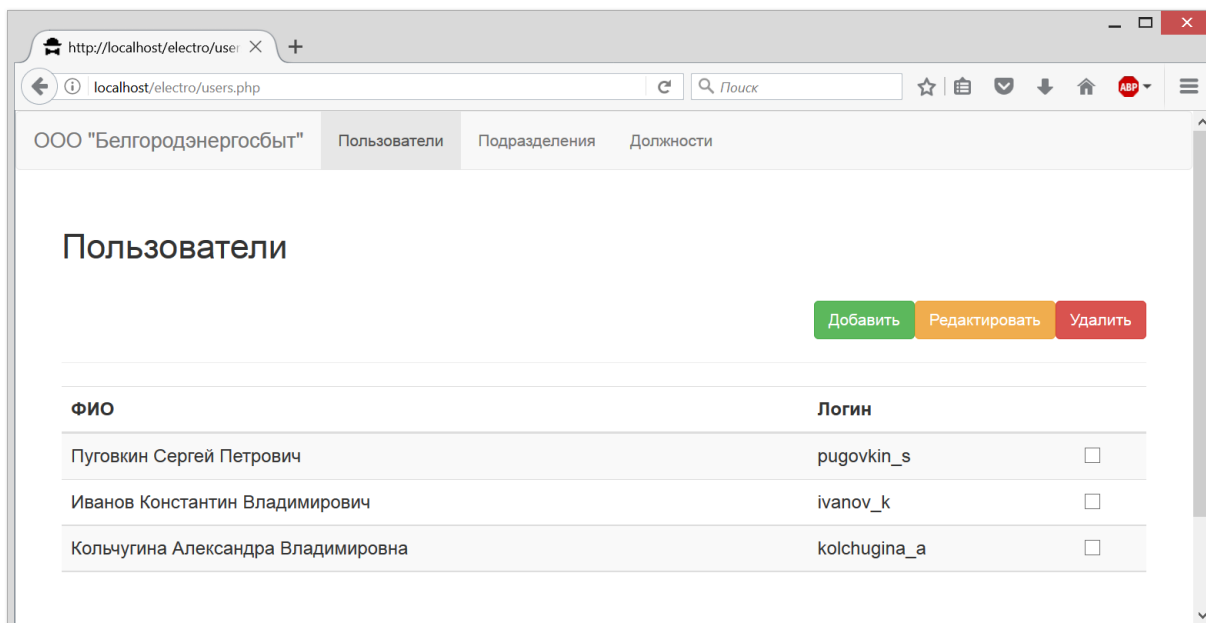 http://localhost/electro/user
localhost/electro/users.php
Поиск
ABP
ООО "Белгородэнергосбыт" Пользователи Подразделения Должности
Пользователи
Добавить Редактировать Удалить
ФИО Логин
Пуговкин Сергей Петрович pugovkin_s
Иванов Константин Владимирович ivanov_k
Кольчугина Александра Владимировна kolchugina_a